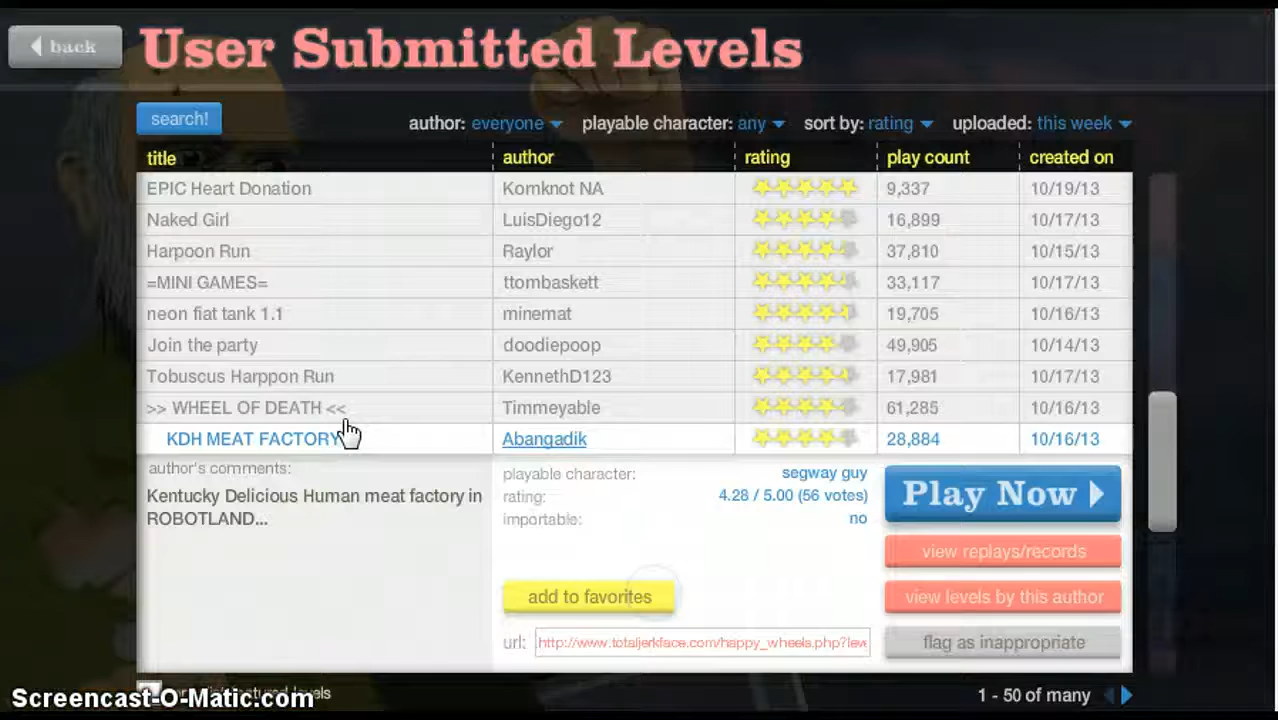 back
User Submitted Levels
search!
author: everyone playable character: any sort by: rating uploaded: this week
title author rating play count created on
EPIC Heart Donation Komknot NA 9,337 10/19/13
Naked Girl LuisDiego12 16,899 10/17/13
Harpoon Run Raylor 37,810 10/15/13
=MINI GAMES= ttombaskett 33,117 10/17/13
neon fiat tank 1.1 minemat 19,705 10/16/13
Join the party doodiepoop 49,905 10/14/13
Tobuscus Harppon Run KennethD123 17,981 10/17/13
>> WHEEL OF DEATH << Timmeyable 61,285 10/16/13
KDH MEAT FACTORY Abangadik 28,884 10/16/13
author's comments:
Kentucky Delicious Human meat factory in
ROBOTLAND...
playable character: segway guy
rating: 4.28 / 5.00 (56 votes)
importable: no
add to favorites
url: http://www.totaljerkface.com/happy_wheels.php?leve
Play Now
view replays/records
view levels by this author
flag as inappropriate
levels
1 - 50 of many
Screencast-O-Matic.com